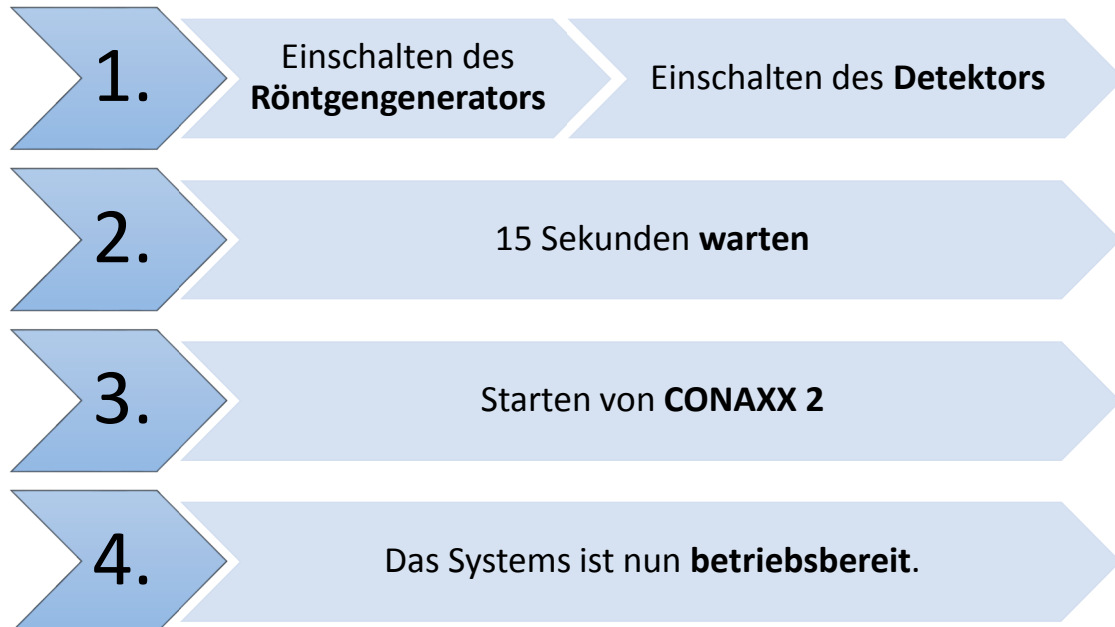 1.
Einschalten des
Röntgengenerators
Einschalten des Detektors
2.
15 Sekunden warten
3.
Starten von CONAXX 2
4.
Das Systems ist nun betriebsbereit.